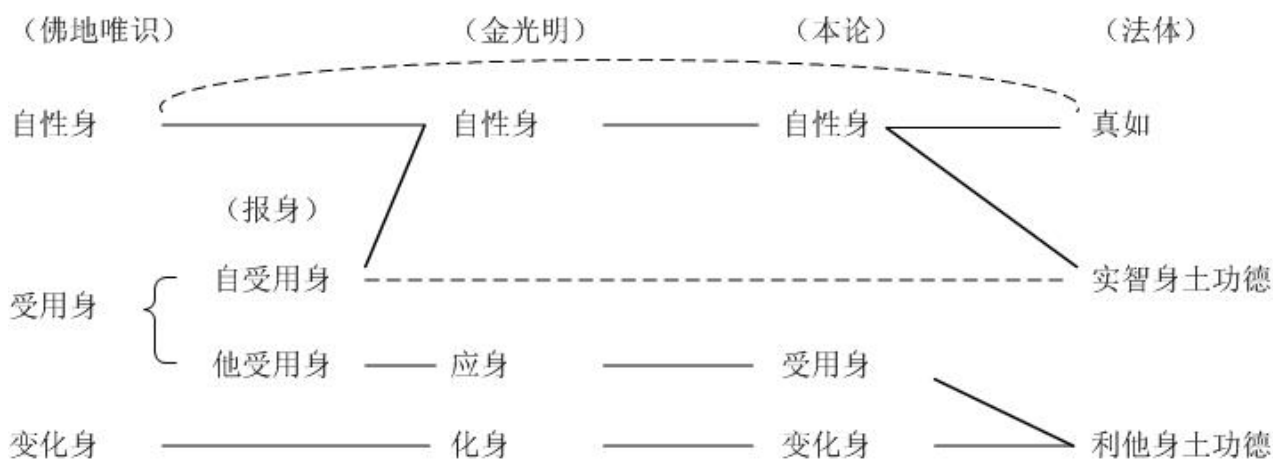 （佛地唯识） （金光明） （本论） （法体）
自性身 自性身 自性身 真如
（报身）
自受用身 实智身土功德
受用身
他受用身 应身 受用身
变化身 化身 变化身 利他身土功德